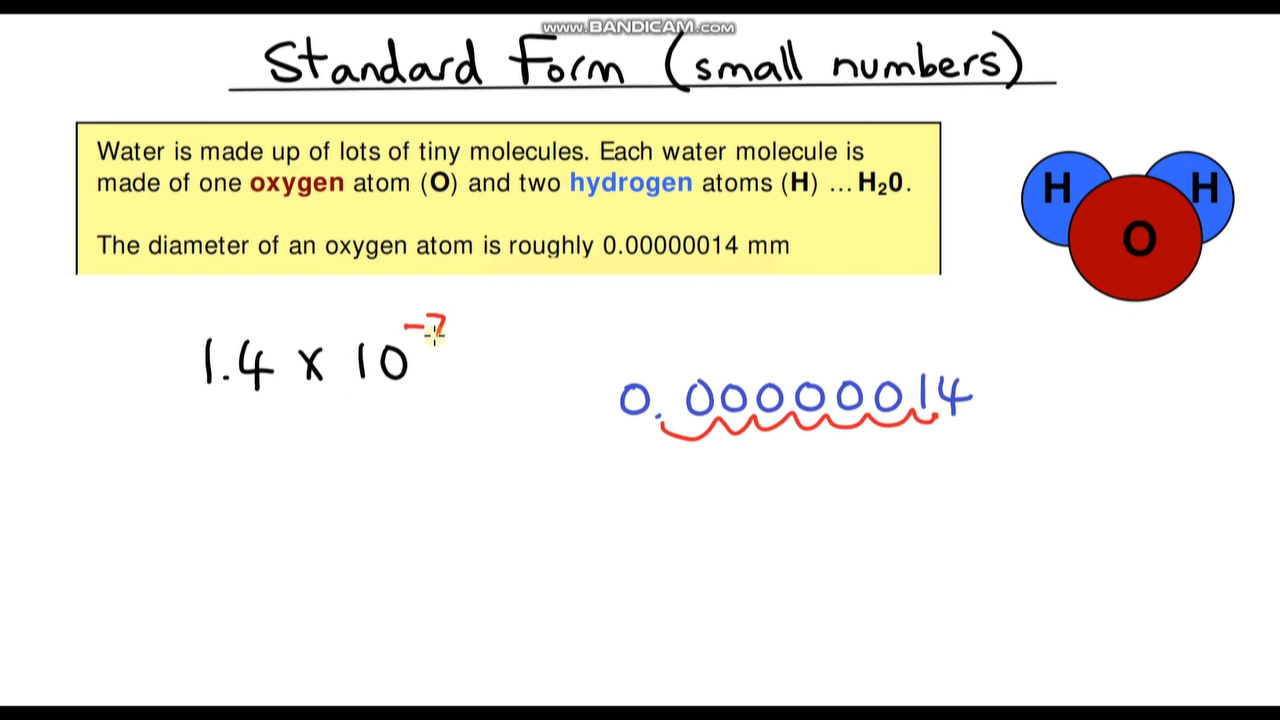 www.BANDICAM.com
Standard Form (small numbers)
Water is made up of lots of tiny molecules. Each water molecule is
made of one oxygen atom (O) and two hydrogen atoms (H) ...H₂0.
The diameter of an oxygen atom is roughly 0.00000014 mm
H H
O
1.4 x 10⁻⁷
0.00000014